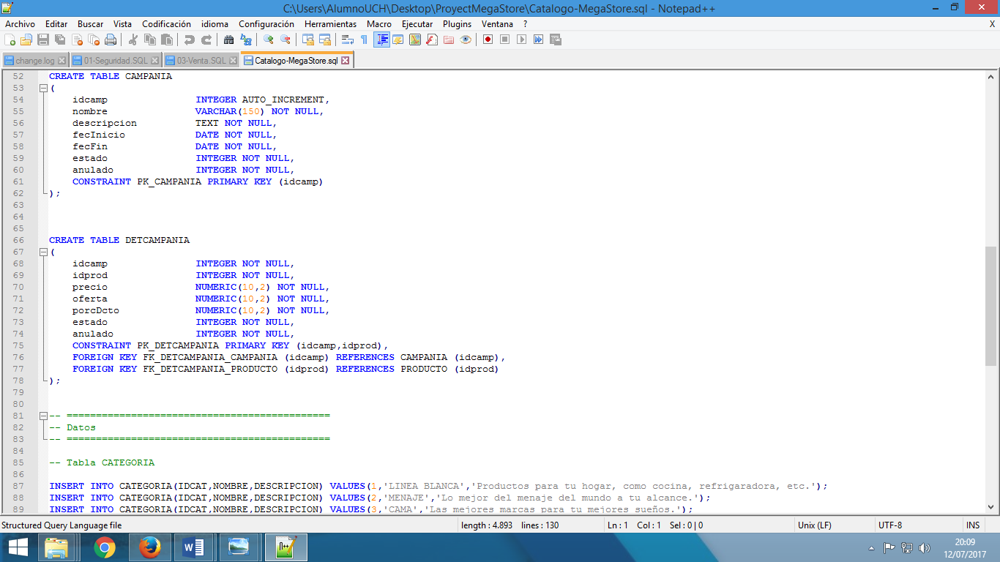 C:\Users\AlumnoUCH\Desktop\ProyectMegaStore\Catalogo-MegaStore.sql - Notepad++
Archivo Editar Buscar Vista Codificación idioma Configuración Herramientas Macro Ejecutar Plugins Ventana ? X
change.log 01-Seguridad.SQL 03-Venta.SQL Catalogo-MegaStore.sql
52 CREATE TABLE CAMPANIA
53 (
54 idcamp INTEGER AUTO_INCREMENT,
55 nombre VARCHAR(150) NOT NULL,
56 descripcion TEXT NOT NULL,
57 fecInicio DATE NOT NULL,
58 fecFin DATE NOT NULL,
59 estado INTEGER NOT NULL,
60 anulado INTEGER NOT NULL,
61 CONSTRAINT PK_CAMPANIA PRIMARY KEY (idcamp)
62 );
63
64
65
66 CREATE TABLE DETCAMPANIA
67 (
68 idcamp INTEGER NOT NULL,
69 idprod INTEGER NOT NULL,
70 precio NUMERIC(10,2) NOT NULL,
71 oferta NUMERIC(10,2) NOT NULL,
72 porcDcto NUMERIC(10,2) NOT NULL,
73 estado INTEGER NOT NULL,
74 anulado INTEGER NOT NULL,
75 CONSTRAINT PK_DETCAMPANIA PRIMARY KEY (idcamp,idprod),
76 FOREIGN KEY FK_DETCAMPANIA_CAMPANIA (idcamp) REFERENCES CAMPANIA (idcamp),
77 FOREIGN KEY FK_DETCAMPANIA_PRODUCTO (idprod) REFERENCES PRODUCTO (idprod)
78 );
79
80
81 -- =============================================
82 -- Datos
83 -- =============================================
84
85 -- Tabla CATEGORIA
86
87 INSERT INTO CATEGORIA(IDCAT,NOMBRE,DESCRIPCION) VALUES(1,'LINEA BLANCA','Productos para tu hogar, como cocina, refrigaradora, etc.');
88 INSERT INTO CATEGORIA(IDCAT,NOMBRE,DESCRIPCION) VALUES(2,'MENAJE','Lo mejor del menaje del mundo a tu alcance.');
89 INSERT INTO CATEGORIA(IDCAT,NOMBRE,DESCRIPCION) VALUES(3,'CAMA','Las mejores marcas para tu mejores sueños.');
Structured Query Language file length : 4.893 lines : 130 Ln : 1 Col : 1 Sel : 0 | 0 Unix (LF) UTF-8 INS
20:09
12/07/2017